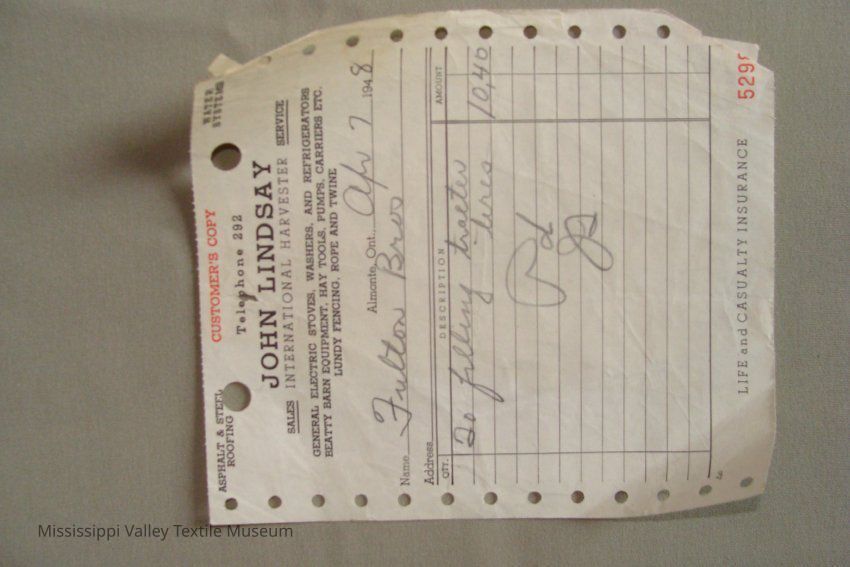 WATER
SYSTEMS
CUSTOMER'S COPY
ASPHALT & STEEL
ROOFING
Telephone 292
JOHN LINDSAY
SALES INTERNATIONAL HARVESTER SERVICE
GENERAL ELECTRIC STOVES, WASHERS, AND REFRIGERATORS
BEATTY BARN EQUIPMENT, HAY TOOLS, PUMPS, CARRIERS ETC.
LUNDY FENCING, ROPE AND TWINE
Almonte, Ont., Apr 7 1948
Name Fulton Bros
Address
QTY. DESCRIPTION AMOUNT
To filling tractor
tires 10.40
Pd
LIFE and CASUALTY INSURANCE
Mississippi Valley Textile Museum